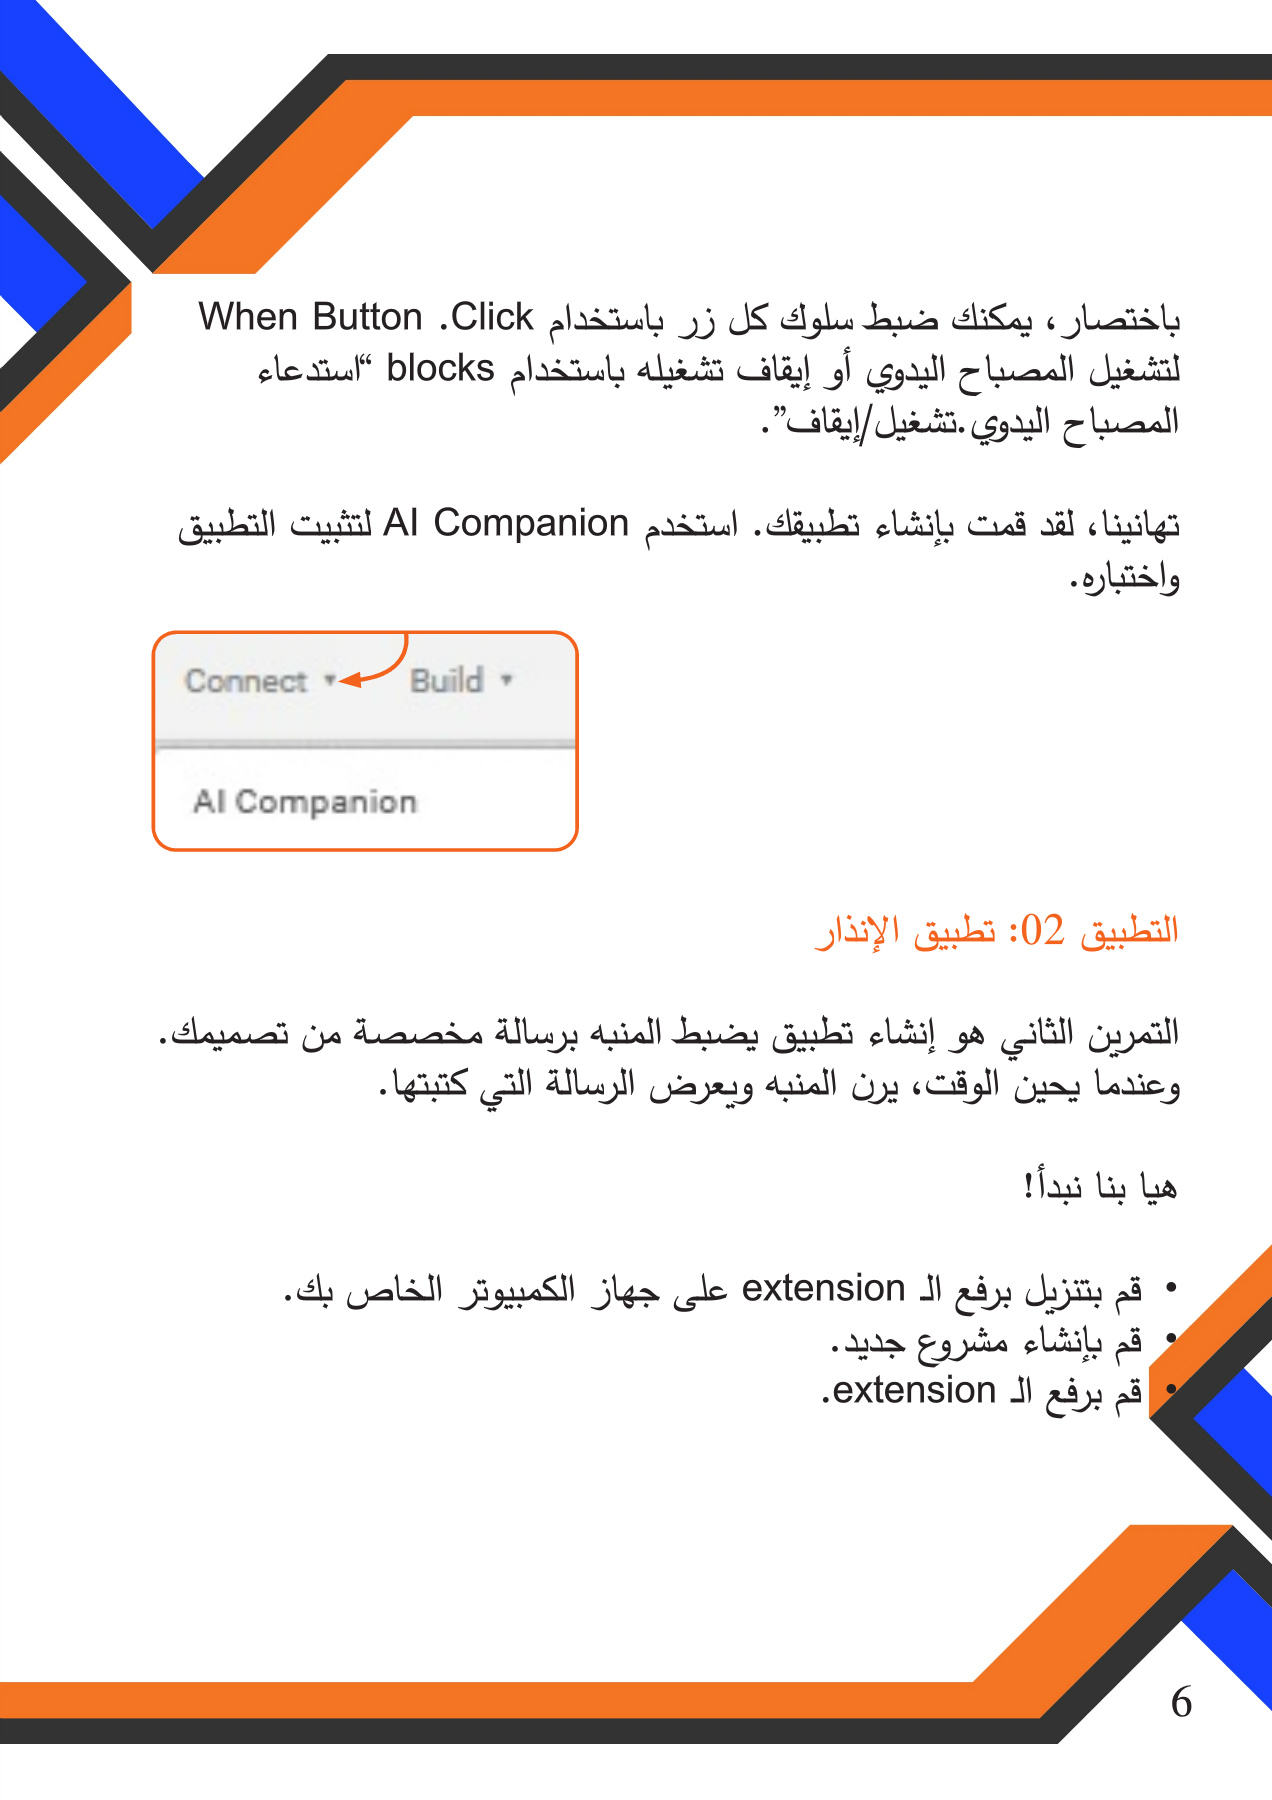 باختصار، يمكنك ضبط سلوك كل زر باستخدام When Button .Click
لتشغيل المصباح اليدوي أو إيقاف تشغيله باستخدام blocks “استدعاء
المصباح اليدوي.تشغيل/إيقاف”.
تهانينا، لقد قمت بإنشاء تطبيقك. استخدم AI Companion لتثبيت التطبيق
واختباره.
Connect ▾ Build ▾
AI Companion
التطبيق 02: تطبيق الإنذار
التمرين الثاني هو إنشاء تطبيق يضبط المنبه برسالة مخصصة من تصميمك.
وعندما يحين الوقت، يرن المنبه ويعرض الرسالة التي كتبتها.
هيا بنا نبدأ!
• قم بتنزيل برفع الـ extension على جهاز الكمبيوتر الخاص بك.
• قم بإنشاء مشروع جديد.
• قم برفع الـ extension.
6